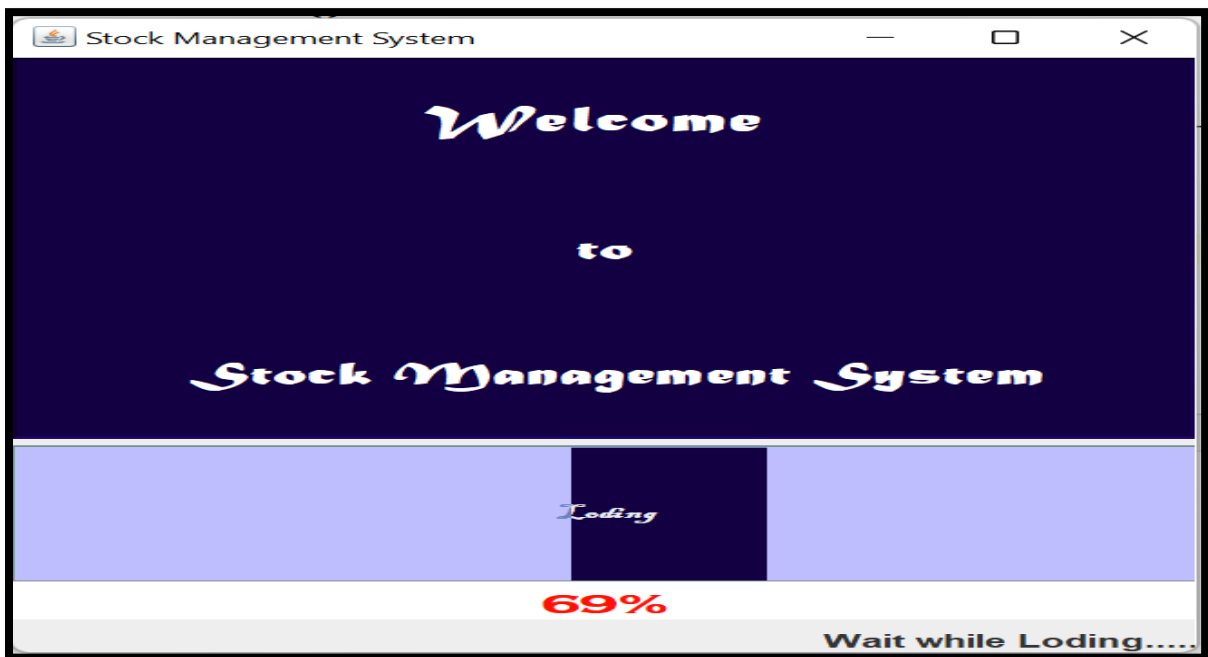 Stock Management System
Welcome
to
Stock Management System
Loding
69%
Wait while Loding.....